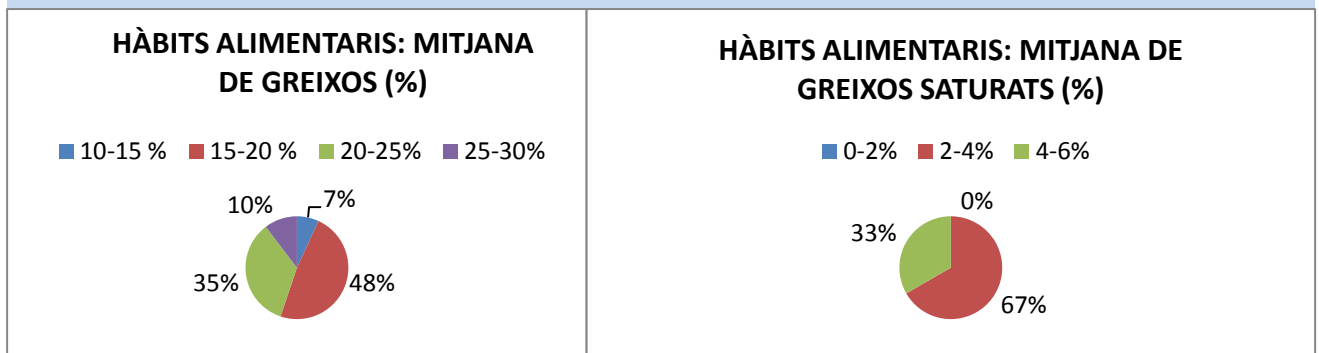 HÀBITS ALIMENTARIS: MITJANA
DE GREIXOS (%)
10-15 % 15-20 % 20-25% 25-30%
10% 7%
35% 48%
HÀBITS ALIMENTARIS: MITJANA DE
GREIXOS SATURATS (%)
0-2% 2-4% 4-6%
0%
33%
67%